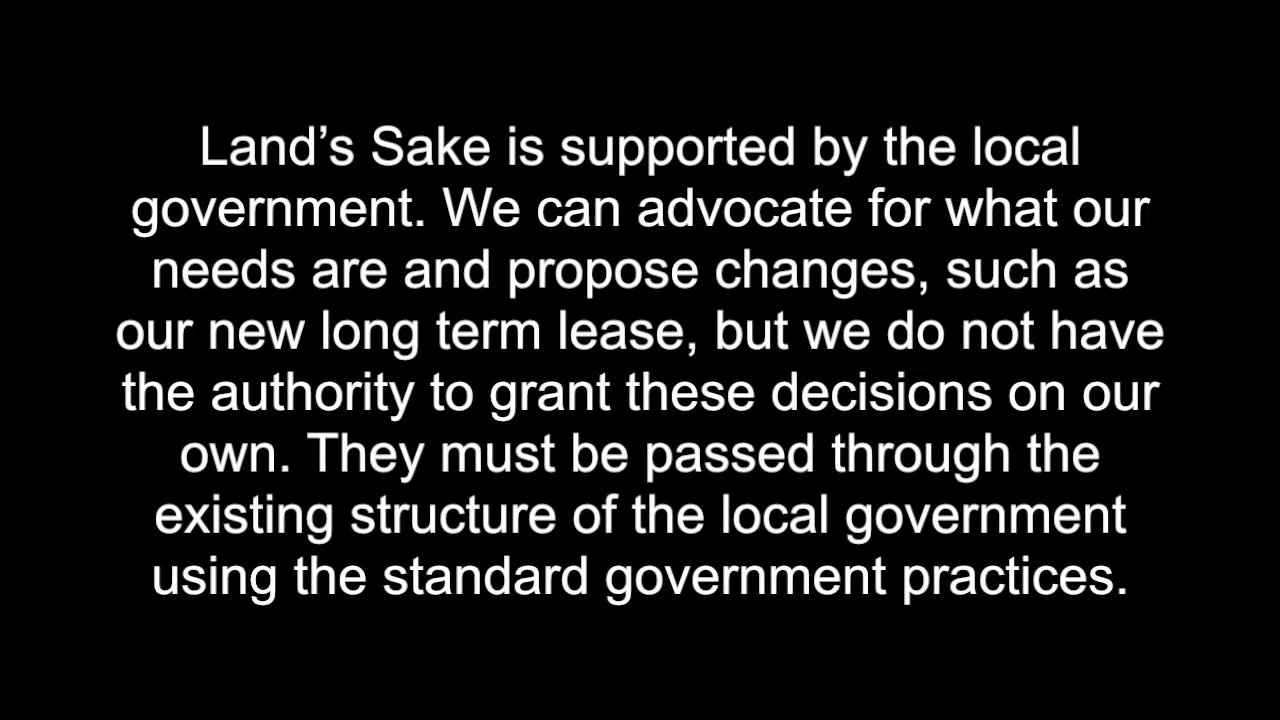 Land’s Sake is supported by the local
government. We can advocate for what our
needs are and propose changes, such as
our new long term lease, but we do not have
the authority to grant these decisions on our
own. They must be passed through the
existing structure of the local government
using the standard government practices.